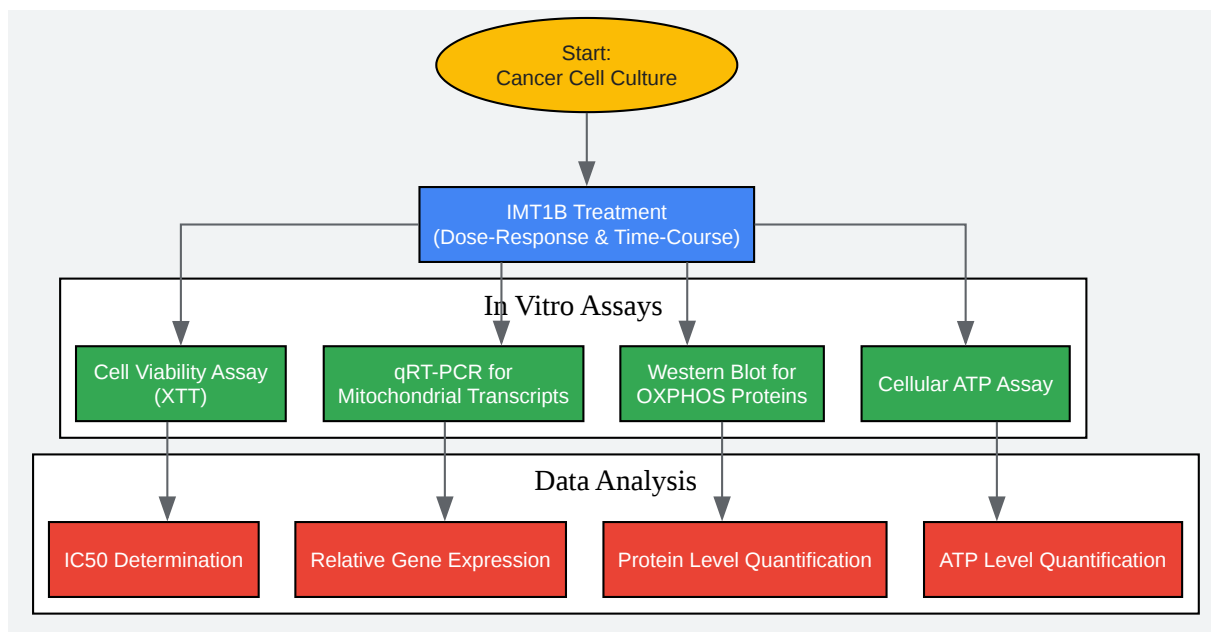 Start:
Cancer Cell Culture
IMT1B Treatment
(Dose-Response & Time-Course)
In Vitro Assays
Cell Viability Assay
(XTT)
qRT-PCR for
Mitochondrial Transcripts
Western Blot for
OXPHOS Proteins
Cellular ATP Assay
Data Analysis
IC50 Determination
Relative Gene Expression
Protein Level Quantification
ATP Level Quantification